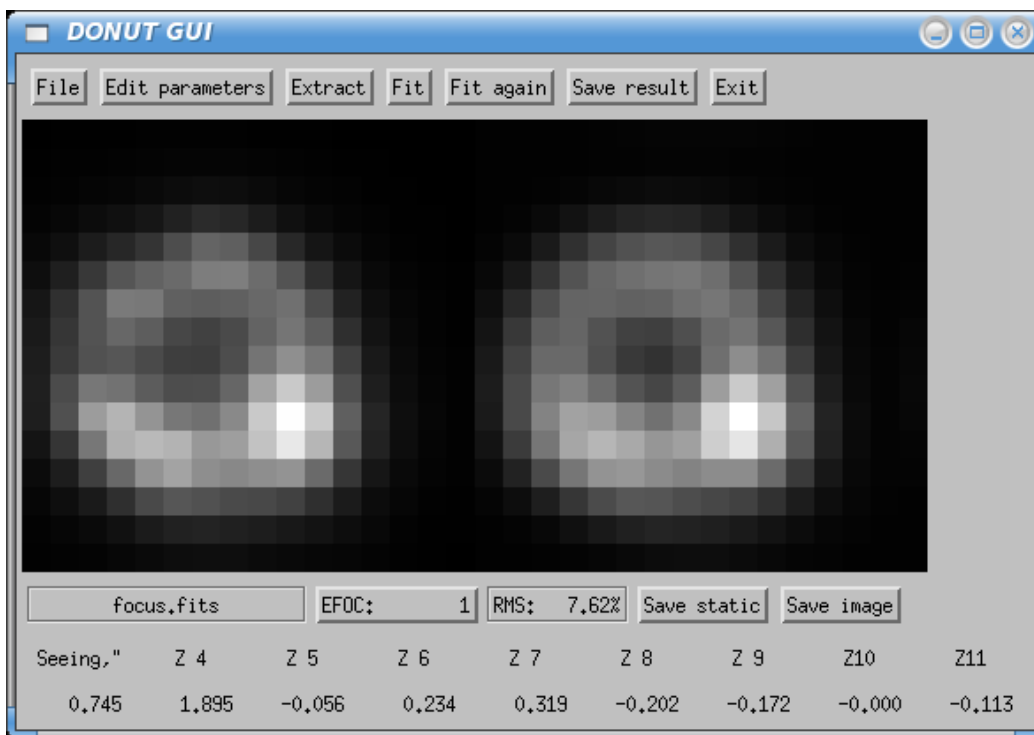 DONUT GUI
File Edit parameters Extract Fit Fit again Save result Exit
focus.fits EFOC: 1 RMS: 7.62% Save static Save image
Seeing," Z 4 Z 5 Z 6 Z 7 Z 8 Z 9 Z10 Z11
0.745 1.895 -0.056 0.234 0.319 -0.202 -0.172 -0.000 -0.113